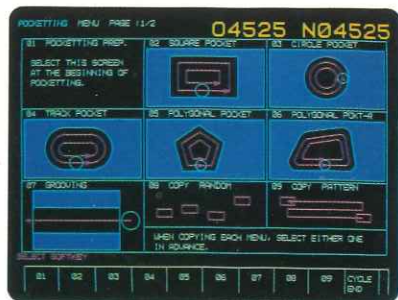 POCKETTING MENU PAGE 1/2
O4525 N04525
01 POCKETTING PREP.
SELECT THIS SCREEN
AT THE BEGINNING OF
POCKETTING.
02 SQUARE POCKET
03 CIRCLE POCKET
04 TRACK POCKET
05 POLYGONAL POCKET
06 POLYGONAL POKT-R
07 GROOVING
08 COPY RANDOM
09 COPY PATTERN
WHEN COPYING EACH MENU, SELECT EITHER ONE
IN ADVANCE.
SELECT SOFTKEY
01 02 03 04 05 06 07 08 09 CYCLE
END